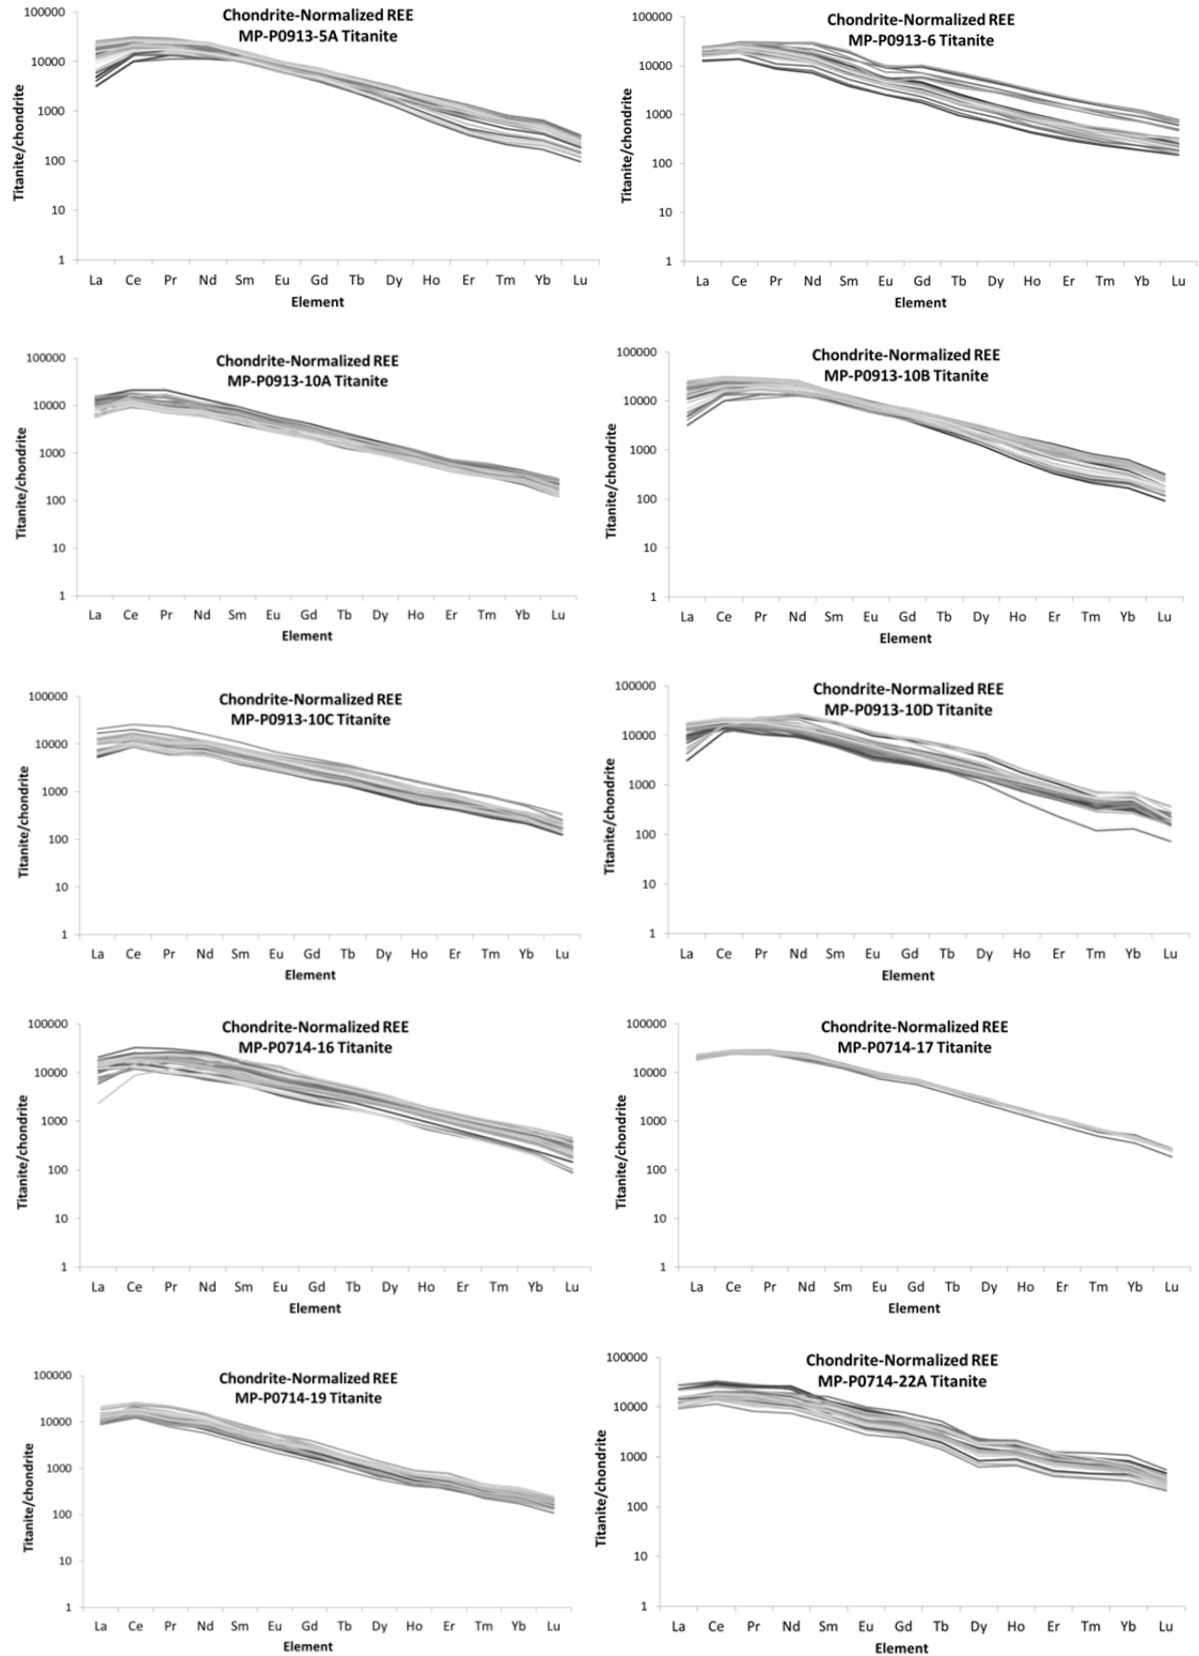 Chondrite-Normalized REE
MP-P0913-5A Titanite
Titanite/chondrite
100000
10000
1000
100
10
1
La Ce Pr Nd Sm Eu Gd Tb Dy Ho Er Tm Yb Lu
Element
Chondrite-Normalized REE
MP-P0913-6 Titanite
Titanite/chondrite
100000
10000
1000
100
10
1
La Ce Pr Nd Sm Eu Gd Tb Dy Ho Er Tm Yb Lu
Element
Chondrite-Normalized REE
MP-P0913-10A Titanite
Titanite/chondrite
100000
10000
1000
100
10
1
La Ce Pr Nd Sm Eu Gd Tb Dy Ho Er Tm Yb Lu
Element
Chondrite-Normalized REE
MP-P0913-10B Titanite
Titanite/chondrite
100000
10000
1000
100
10
1
La Ce Pr Nd Sm Eu Gd Tb Dy Ho Er Tm Yb Lu
Element
Chondrite-Normalized REE
MP-P0913-10C Titanite
Titanite/chondrite
100000
10000
1000
100
10
1
La Ce Pr Nd Sm Eu Gd Tb Dy Ho Er Tm Yb Lu
Element
Chondrite-Normalized REE
MP-P0913-10D Titanite
Titanite/chondrite
100000
10000
1000
100
10
1
La Ce Pr Nd Sm Eu Gd Tb Dy Ho Er Tm Yb Lu
Element
Chondrite-Normalized REE
MP-P0714-16 Titanite
Titanite/chondrite
100000
10000
1000
100
10
1
La Ce Pr Nd Sm Eu Gd Tb Dy Ho Er Tm Yb Lu
Element
Chondrite-Normalized REE
MP-P0714-17 Titanite
Titanite/chondrite
100000
10000
1000
100
10
1
La Ce Pr Nd Sm Eu Gd Tb Dy Ho Er Tm Yb Lu
Element
Chondrite-Normalized REE
MP-P0714-19 Titanite
Titanite/chondrite
100000
10000
1000
100
10
1
La Ce Pr Nd Sm Eu Gd Tb Dy Ho Er Tm Yb Lu
Element
Chondrite-Normalized REE
MP-P0714-22A Titanite
Titanite/chondrite
100000
10000
1000
100
10
1
La Ce Pr Nd Sm Eu Gd Tb Dy Ho Er Tm Yb Lu
Element